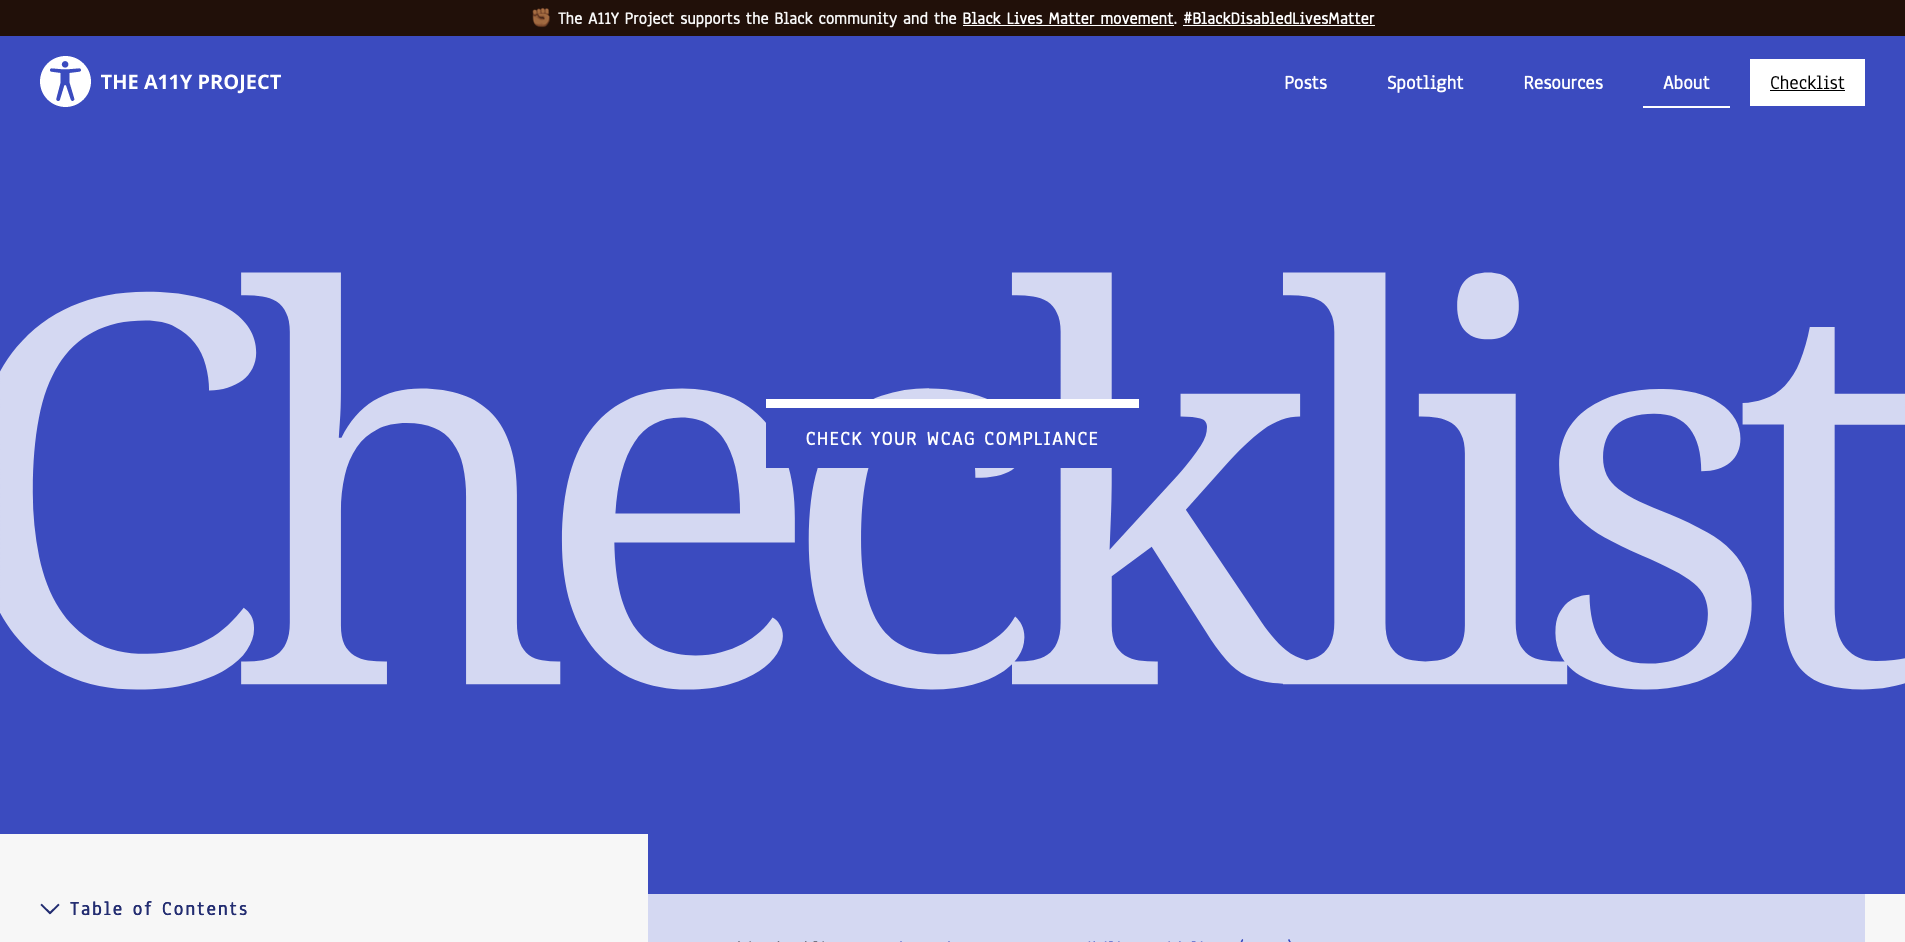 ✊🏾 The A11Y Project supports the Black community and the Black Lives Matter movement. #BlackDisabledLivesMatter
THE A11Y PROJECT
Posts
Spotlight
Resources
About
Checklist
Checklist
CHECK YOUR WCAG COMPLIANCE
Table of Contents